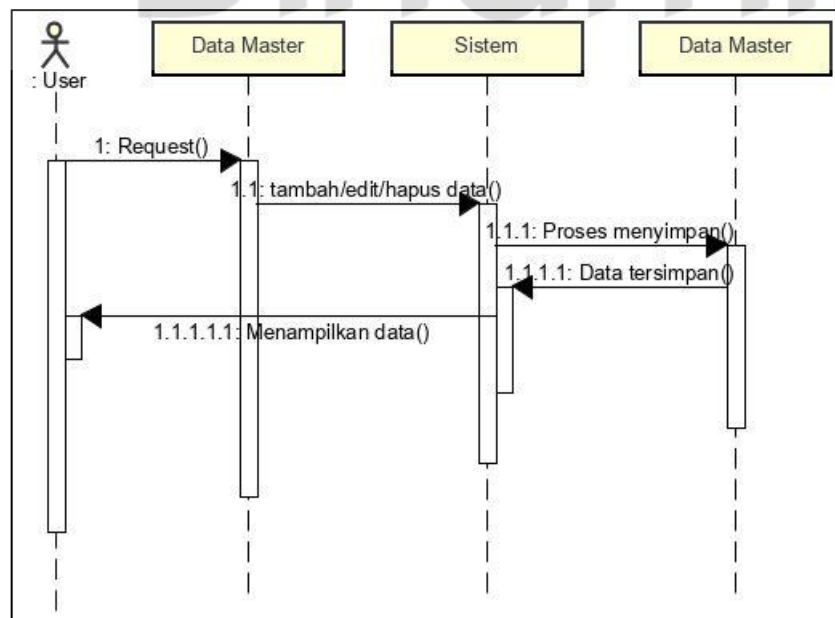 Data Master
Sistem
Data Master
: User
1: Request()
1.1: tambah/edit/hapus data()
1.1.1: Proses menyimpan()
1.1.1.1: Data tersimpan()
1.1.1.1.1: Menampilkan data()